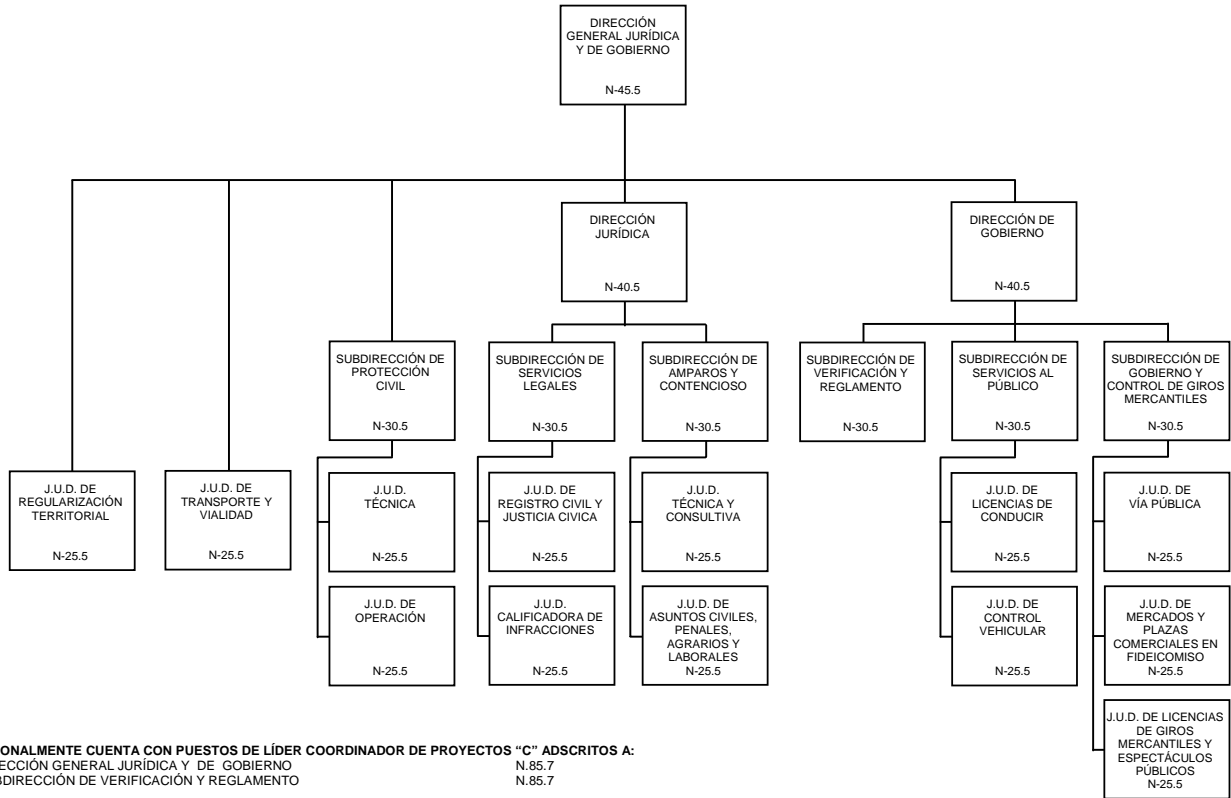 DIRECCIÓN
GENERAL JURÍDICA
Y DE GOBIERNO
N-45.5
DIRECCIÓN
JURÍDICA
N-40.5
DIRECCIÓN DE
GOBIERNO
N-40.5
SUBDIRECCIÓN DE
PROTECCIÓN
CIVIL
N-30.5
SUBDIRECCIÓN DE
SERVICIOS
LEGALES
N-30.5
SUBDIRECCIÓN DE
AMPAROS Y
CONTENCIOSO
N-30.5
SUBDIRECCIÓN DE
VERIFICACIÓN Y
REGLAMENTO
N-30.5
SUBDIRECCIÓN DE
SERVICIOS AL
PÚBLICO
N-30.5
SUBDIRECCIÓN DE
GOBIERNO Y
CONTROL DE GIROS
MERCANTILES
N-30.5
J.U.D. DE
REGULARIZACIÓN
TERRITORIAL
N-25.5
J.U.D. DE
TRANSPORTE Y
VIALIDAD
N-25.5
J.U.D.
TÉCNICA
N-25.5
J.U.D. DE
REGISTRO CIVIL Y
JUSTICIA CIVICA
N-25.5
J.U.D.
TÉCNICA Y
CONSULTIVA
N-25.5
J.U.D. DE
LICENCIAS DE
CONDUCIR
N-25.5
J.U.D. DE
VÍA PÚBLICA
N-25.5
J.U.D. DE
OPERACIÓN
N-25.5
J.U.D.
CALIFICADORA DE
INFRACCIONES
N-25.5
J.U.D. DE
ASUNTOS CIVILES,
PENALES,
AGRARIOS Y
LABORALES
N-25.5
J.U.D. DE
CONTROL
VEHICULAR
N-25.5
J.U.D. DE
MERCADOS Y
PLAZAS
COMERCIALES EN
FIDEICOMISO
N-25.5
J.U.D. DE LICENCIAS
DE GIROS
MERCANTILES Y
ESPECTÁCULOS
PÚBLICOS
N-25.5
ONALMENTE CUENTA CON PUESTOS DE LÍDER COORDINADOR DE PROYECTOS “C” ADSCRITOS A:
ECCIÓN GENERAL JURÍDICA Y DE GOBIERNO N.85.7
BDIRECCIÓN DE VERIFICACIÓN Y REGLAMENTO N.85.7